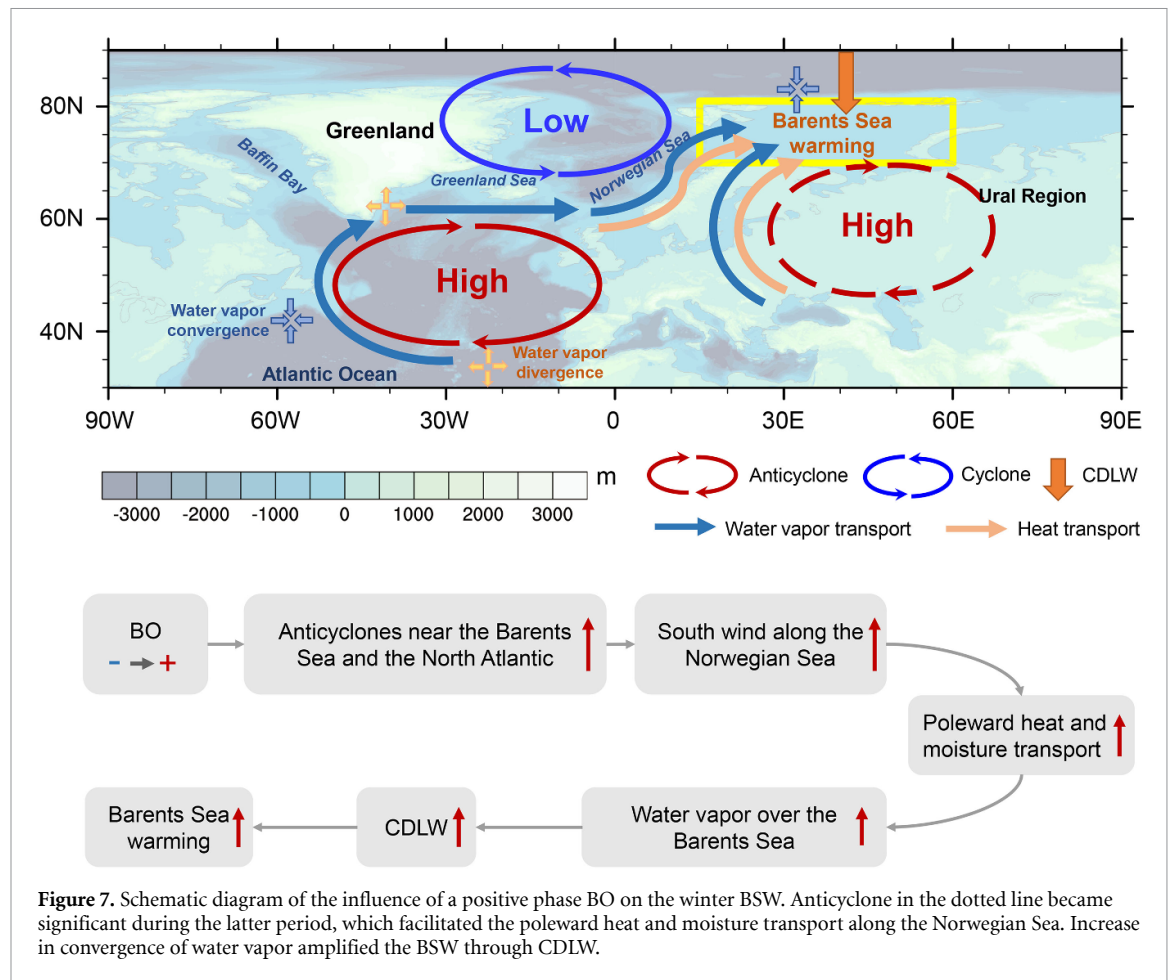 80N
60N
40N
Greenland
Low
Baffin Bay
Greenland Sea
Norwegian Sea
Barents Sea
warming
Ural Region
High
High
Water vapor
convergence
Water vapor
divergence
Atlantic Ocean
90W
60W
30W
0
30E
60E
90E
m
-3000
-2000
-1000
0
1000
2000
3000
Anticyclone
Cyclone
CDLW
Water vapor transport
Heat transport
BO
- +
Anticyclones near the Barents
Sea and the North Atlantic
South wind along the
Norwegian Sea
Poleward heat and
moisture transport
Water vapor over the
Barents Sea
CDLW
Barents Sea
warming
Figure 7. Schematic diagram of the influence of a positive phase BO on the winter BSW. Anticyclone in the dotted line became
significant during the latter period, which facilitated the poleward heat and moisture transport along the Norwegian Sea. Increase
in convergence of water vapor amplified the BSW through CDLW.